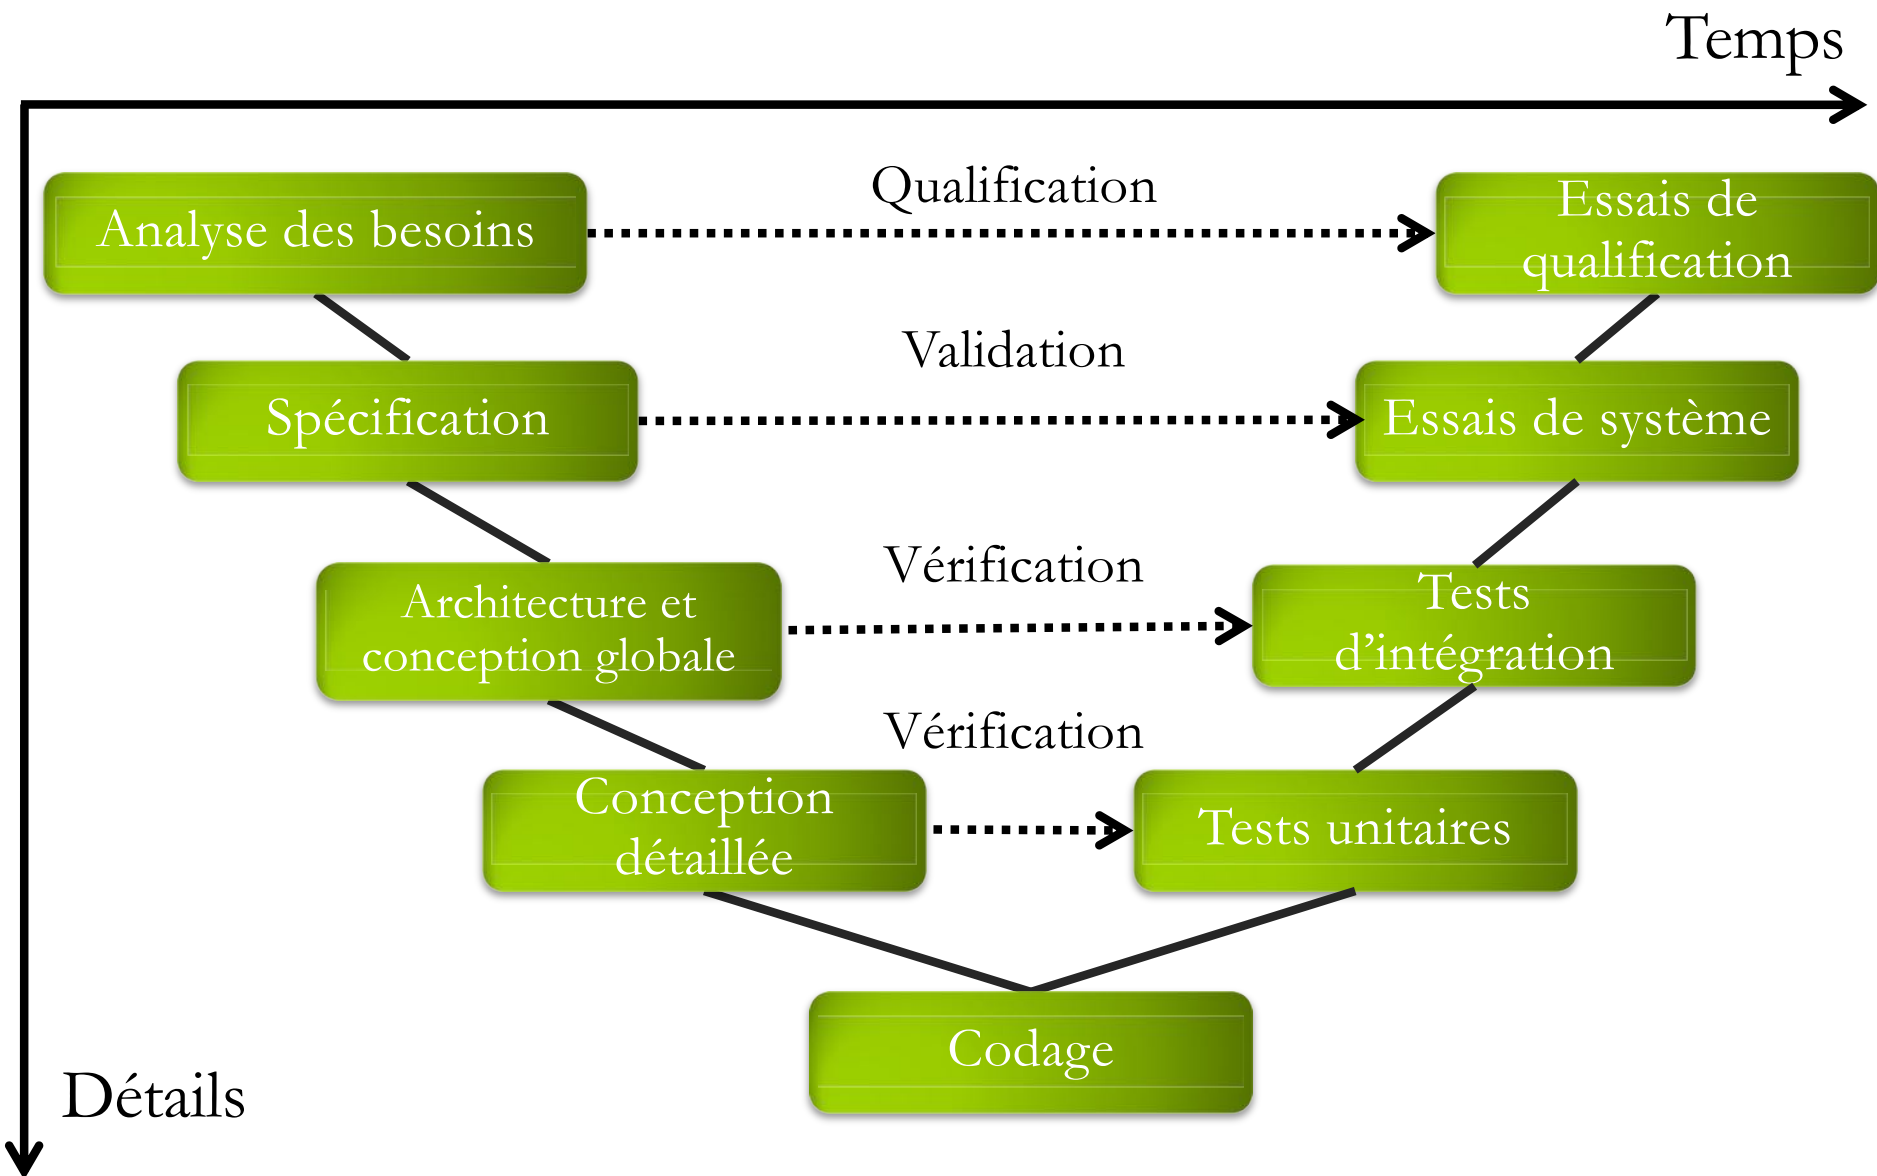 Temps
Analyse des besoins
Qualification
Essais de
qualification
Spécification
Validation
Essais de système
Architecture et
conception globale
Vérification
Tests
d’intégration
Conception
détaillée
Vérification
Tests unitaires
Codage
Détails